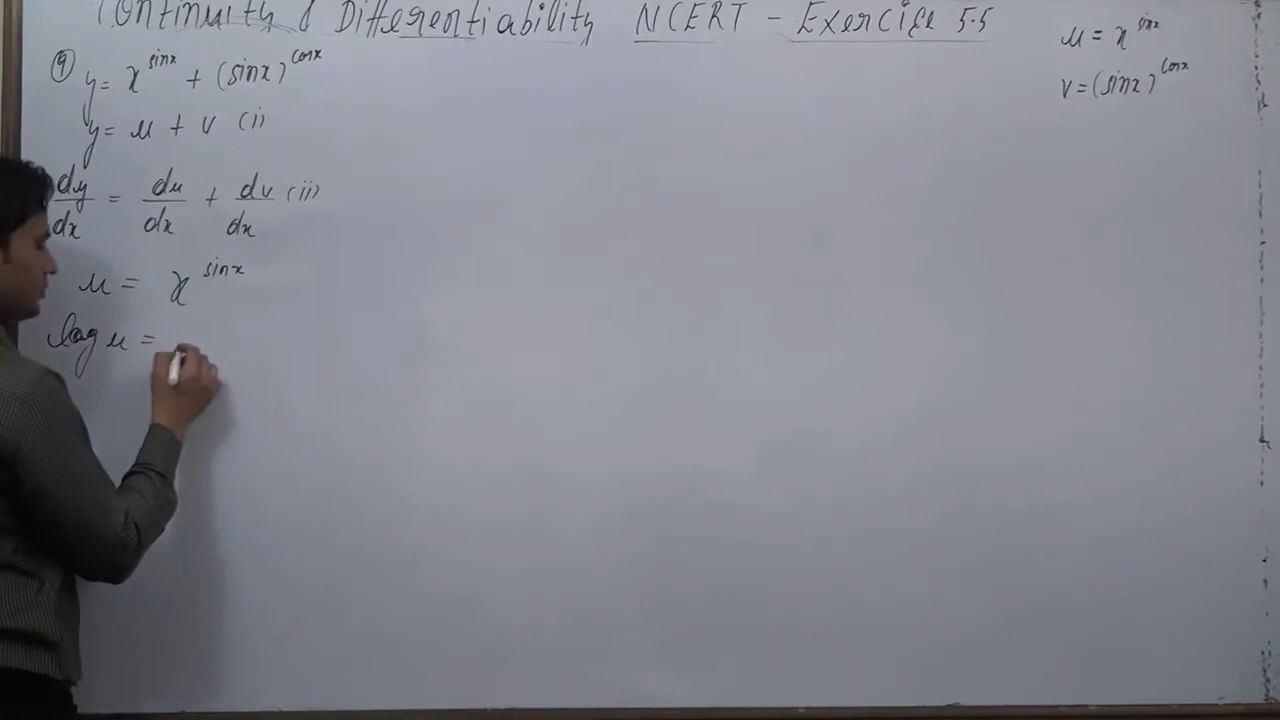 Continuity & Differentiability NCERT - Exercise 5.5
u = x^sinx
v = (sinx)^cosx
9 y = x^sinx + (sinx)^cosx
y = u + v (i)
dy/dx = du/dx + dv/dx (ii)
u = x^sinx
log u =